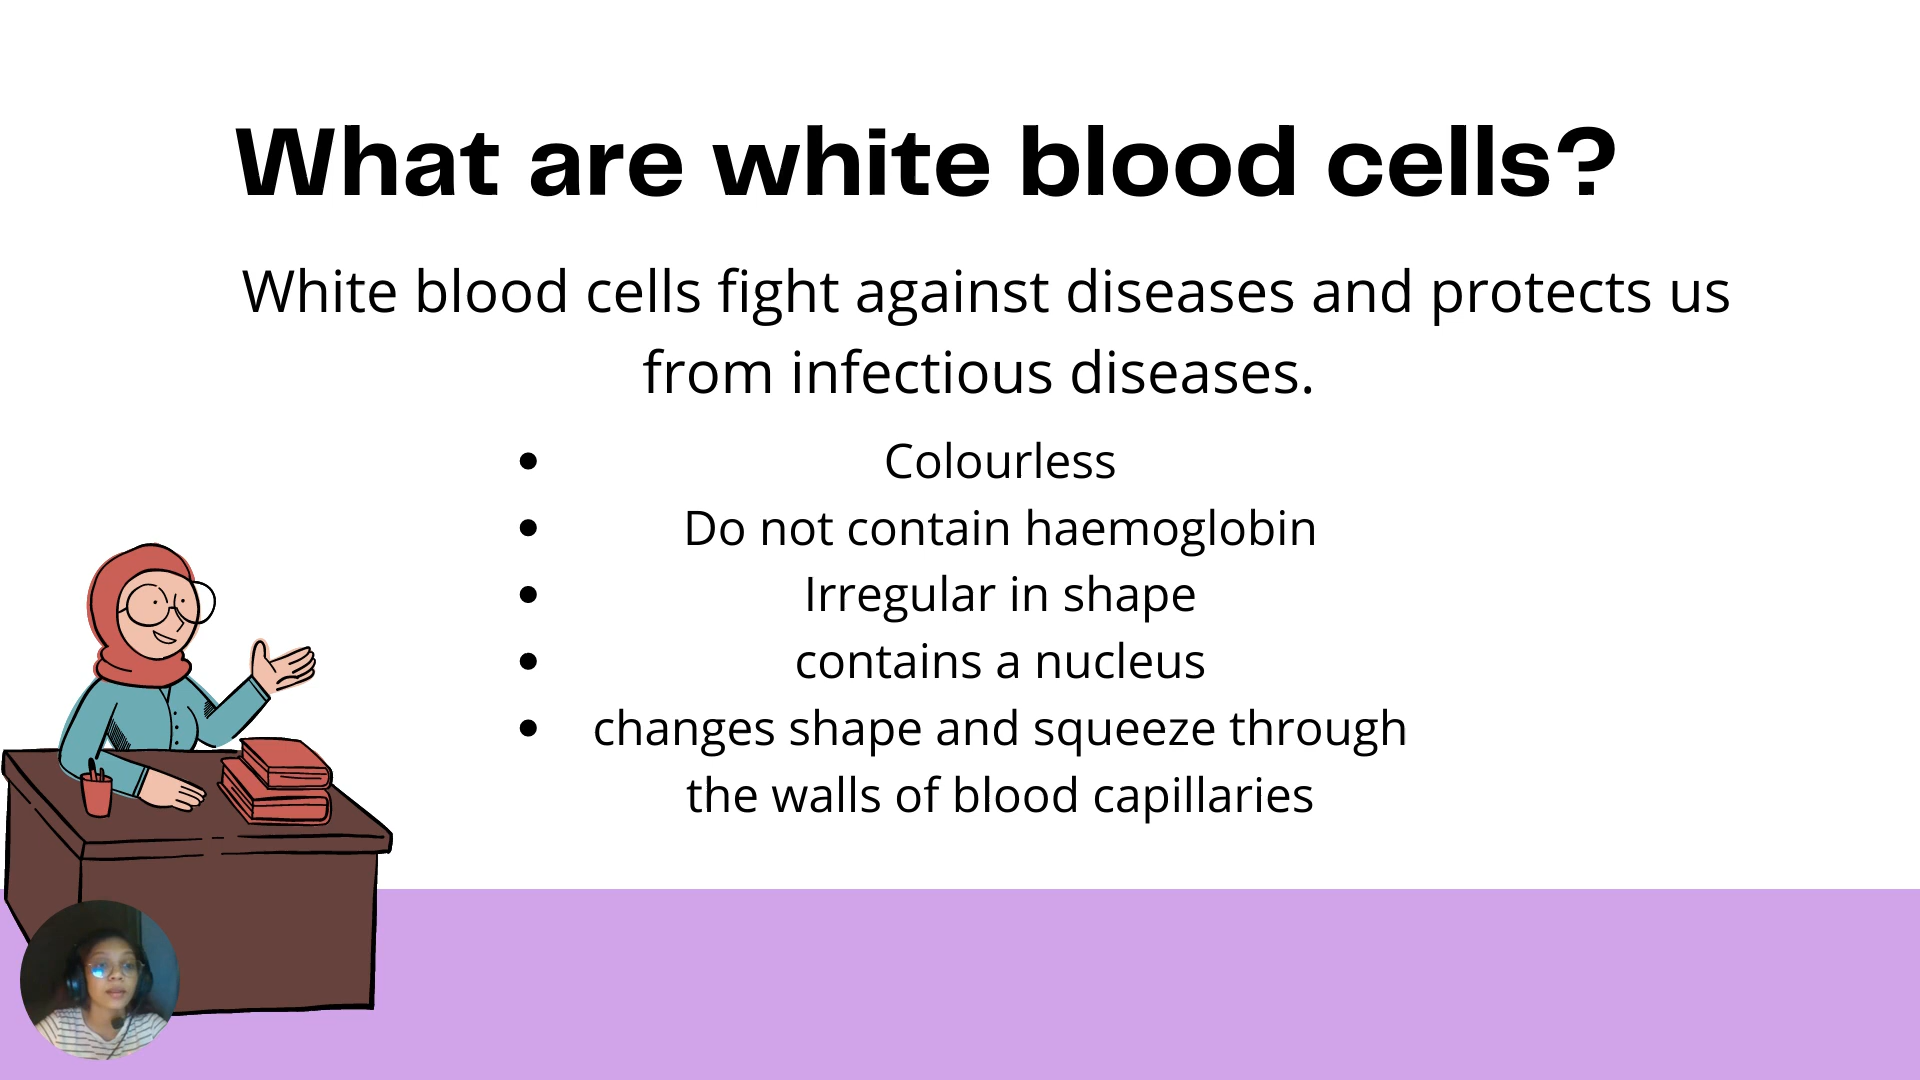 What are white blood cells?
White blood cells fight against diseases and protects us
from infectious diseases.
• Colourless
• Do not contain haemoglobin
• Irregular in shape
• contains a nucleus
• changes shape and squeeze through
the walls of blood capillaries